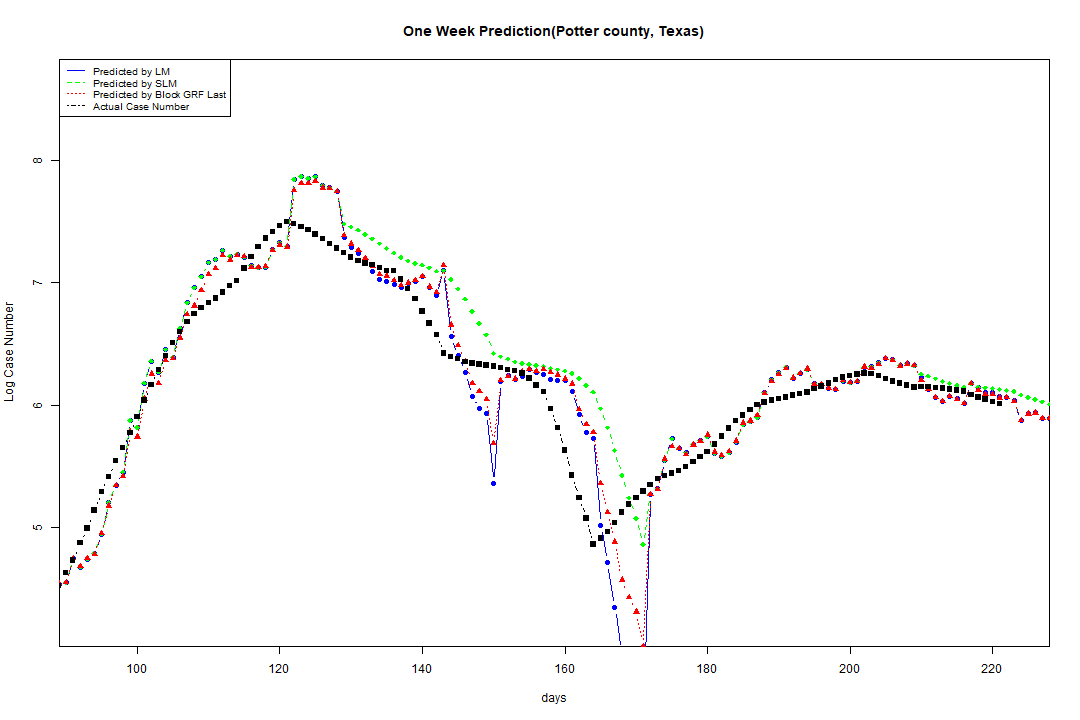 One Week Prediction(Potter county, Texas)
Predicted by LM
Predicted by SLM
Predicted by Block GRF Last
Actual Case Number
8
7
6
5
Log Case Number
100 120 140 160 180 200 220
days